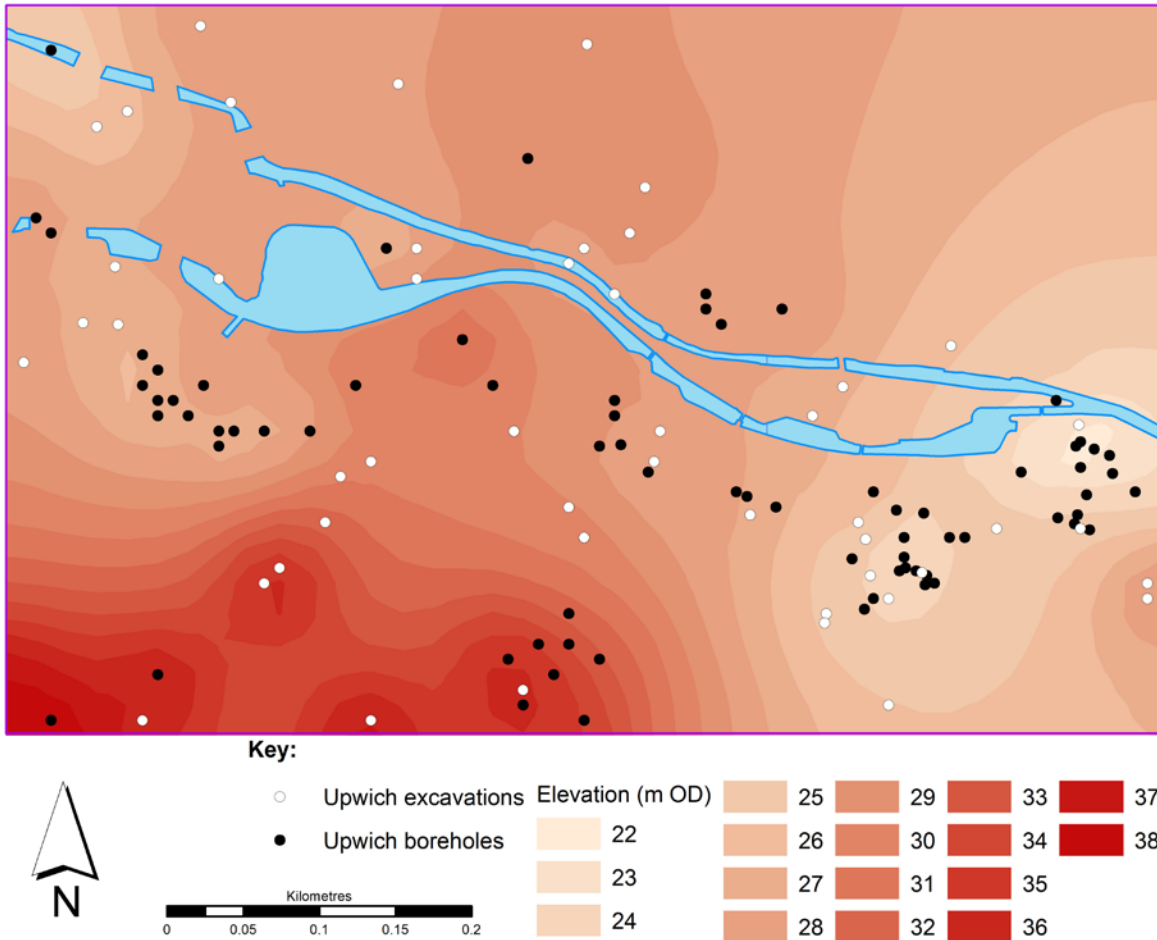 Key:
Upwich excavations
Upwich boreholes
N
Kilometres
0 0.05 0.1 0.15 0.2
Elevation (m OD)
22
23
24
25
26
27
28
29
30
31
32
33
34
35
36
37
38